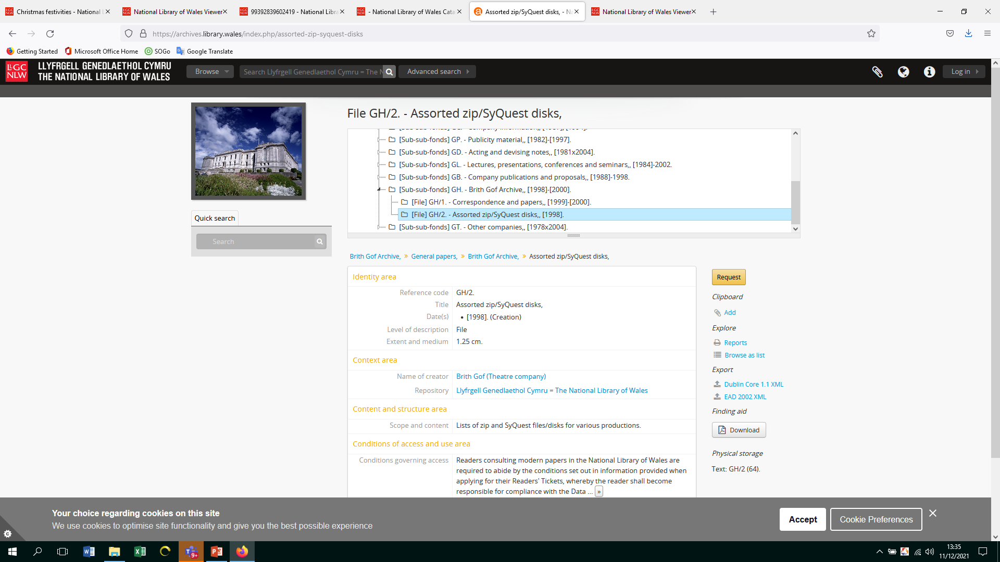 Christmas festivities - National
National Library of Wales Viewer
99392839602419 - National Libra
- National Library of Wales Cata
Assorted zip/SyQuest disks, - Na
National Library of Wales Viewer
https://archives.library.wales/index.php/assorted-zip-syquest-disks
Getting Started
Microsoft Office Home
SOGo
Google Translate
LLGC
NLW
LLYFRGELL GENEDLAETHOL CYMRU
THE NATIONAL LIBRARY OF WALES
Browse
Search Llyfrgell Genedlaethol Cymru = The N
Advanced search
Log in
File GH/2. - Assorted zip/SyQuest disks,
[Sub-sub-fonds] GP. - Publicity material,, [1982]-[1997].
[Sub-sub-fonds] GD. - Acting and devising notes,, [1981x2004].
[Sub-sub-fonds] GL. - Lectures, presentations, conferences and seminars,, [1984]-2002.
[Sub-sub-fonds] GB. - Company publications and proposals,, [1988]-1998.
[Sub-sub-fonds] GH. - Brith Gof Archive,, [1998]-[2000].
[File] GH/1. - Correspondence and papers,, [1999]-[2000].
[File] GH/2. - Assorted zip/SyQuest disks,, [1998].
[Sub-sub-fonds] GT. - Other companies,, [1978x2004].
Quick search
Search
Brith Gof Archive, » General papers, » Brith Gof Archive, » Assorted zip/SyQuest disks,
Identity area
Reference code GH/2.
Title Assorted zip/SyQuest disks,
Date(s) • [1998]. (Creation)
Level of description File
Extent and medium 1.25 cm.
Context area
Name of creator Brith Gof (Theatre company)
Repository Llyfrgell Genedlaethol Cymru = The National Library of Wales
Content and structure area
Scope and content Lists of zip and SyQuest files/disks for various productions.
Conditions of access and use area
Conditions governing access Readers consulting modern papers in the National Library of Wales are
required to abide by the conditions set out in information provided when
applying for their Readers' Tickets, whereby the reader shall become
responsible for compliance with the Data ... »
Request
Clipboard
Add
Explore
Reports
Browse as list
Export
Dublin Core 1.1 XML
EAD 2002 XML
Finding aid
Download
Physical storage
Text: GH/2 (64).
Your choice regarding cookies on this site
We use cookies to optimise site functionality and give you the best possible experience
Accept
Cookie Preferences
9+
13:35
11/12/2021